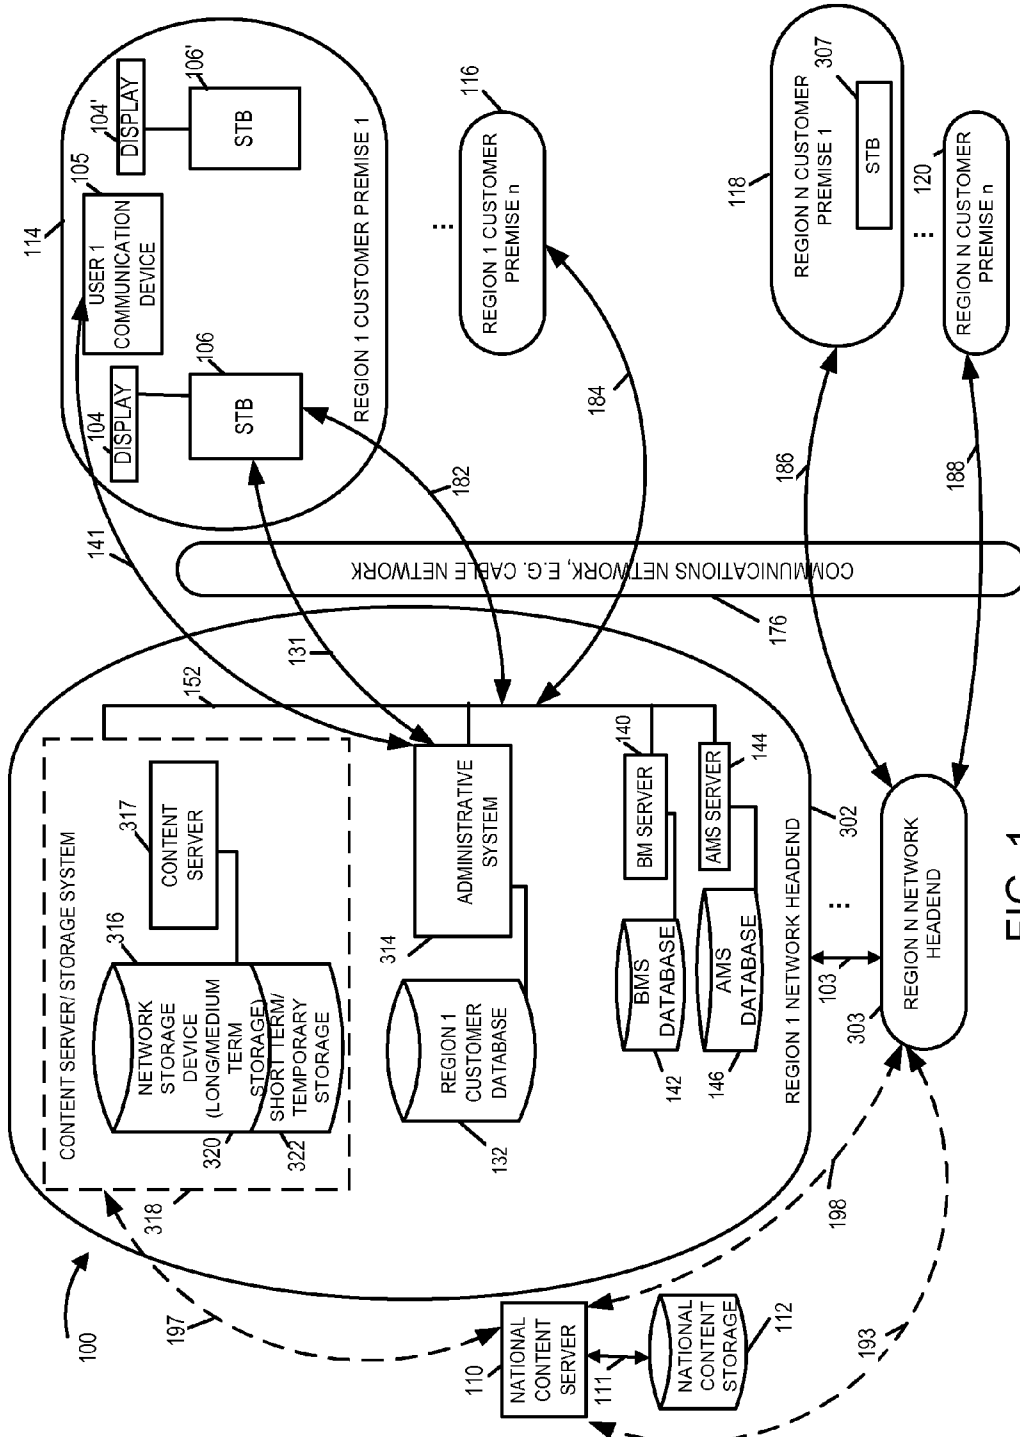 100
CONTENT SERVER/ STORAGE SYSTEM
318
316
NETWORK
STORAGE
DEVICE
(LONG/MEDIUM
TERM
STORAGE)
SHORT TERM/
TEMPORARY
STORAGE
320
322
317
CONTENT
SERVER
152
REGION 1
CUSTOMER
DATABASE
132
314
ADMINISTRATIVE
SYSTEM
BMS
DATABASE
142
BM SERVER
140
AMS
DATABASE
146
AMS SERVER
144
REGION 1 NETWORK HEADEND
302
...
103
303
REGION N NETWORK
HEADEND
197
110
NATIONAL
CONTENT
SERVER
111
NATIONAL
CONTENT
STORAGE
112
198
193
141
131
182
184
186
188
COMMUNICATIONS NETWORK, E.G. CABLE NETWORK
176
114
104
DISPLAY
106
STB
105
USER 1
COMMUNICATION
DEVICE
104'
DISPLAY
106'
STB
REGION 1 CUSTOMER PREMISE 1
...
116
REGION 1 CUSTOMER
PREMISE n
118
REGION N CUSTOMER
PREMISE 1
307
STB
...
120
REGION N CUSTOMER
PREMISE n
FIG. 1